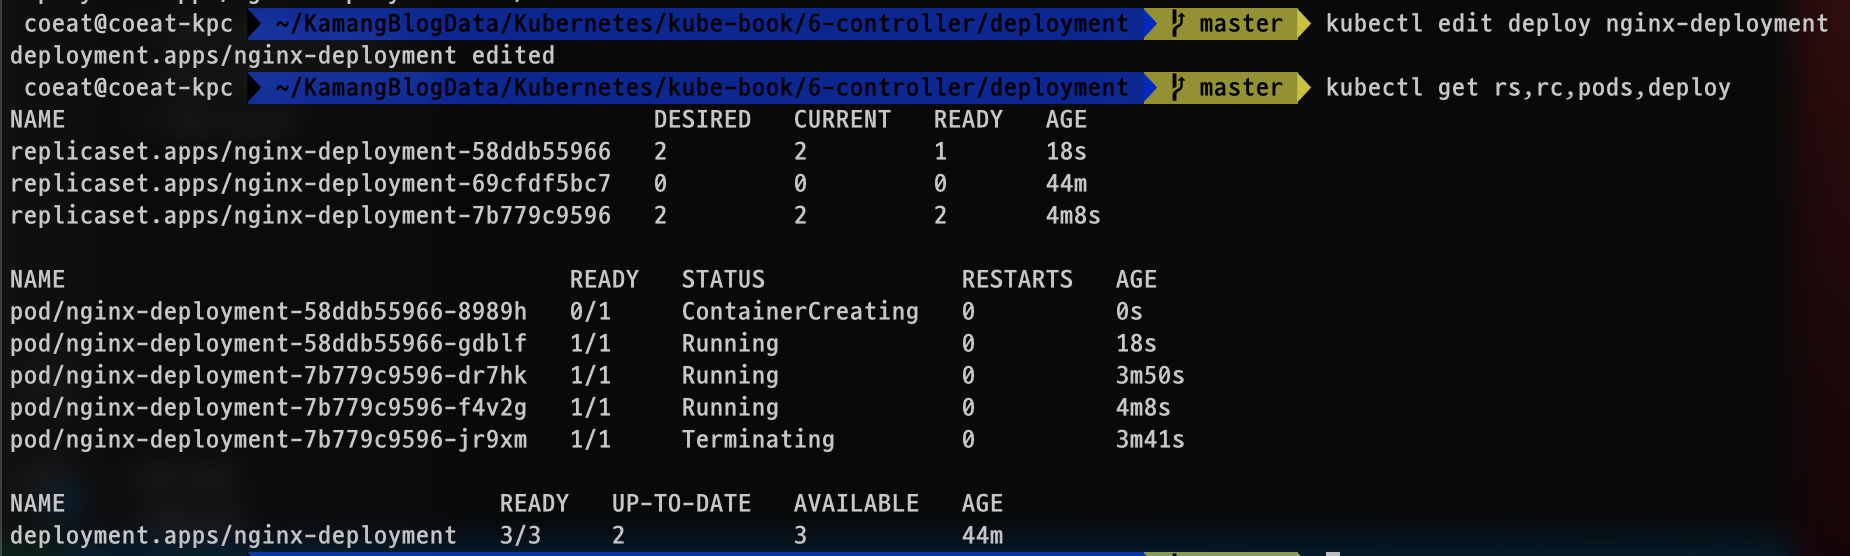 coeat@coeat-kpc ~/KamangBlogData/Kubernetes/kube-book/6-controller/deployment master kubectl edit deploy nginx-deployment
deployment.apps/nginx-deployment edited
coeat@coeat-kpc ~/KamangBlogData/Kubernetes/kube-book/6-controller/deployment master kubectl get rs,rc,pods,deploy
NAME DESIRED CURRENT READY AGE
replicaset.apps/nginx-deployment-58ddb55966 2 2 1 18s
replicaset.apps/nginx-deployment-69cfdf5bc7 0 0 0 44m
replicaset.apps/nginx-deployment-7b779c9596 2 2 2 4m8s
NAME READY STATUS RESTARTS AGE
pod/nginx-deployment-58ddb55966-8989h 0/1 ContainerCreating 0 0s
pod/nginx-deployment-58ddb55966-gdblf 1/1 Running 0 18s
pod/nginx-deployment-7b779c9596-dr7hk 1/1 Running 0 3m50s
pod/nginx-deployment-7b779c9596-f4v2g 1/1 Running 0 4m8s
pod/nginx-deployment-7b779c9596-jr9xm 1/1 Terminating 0 3m41s
NAME READY UP-TO-DATE AVAILABLE AGE
deployment.apps/nginx-deployment 3/3 2 3 44m